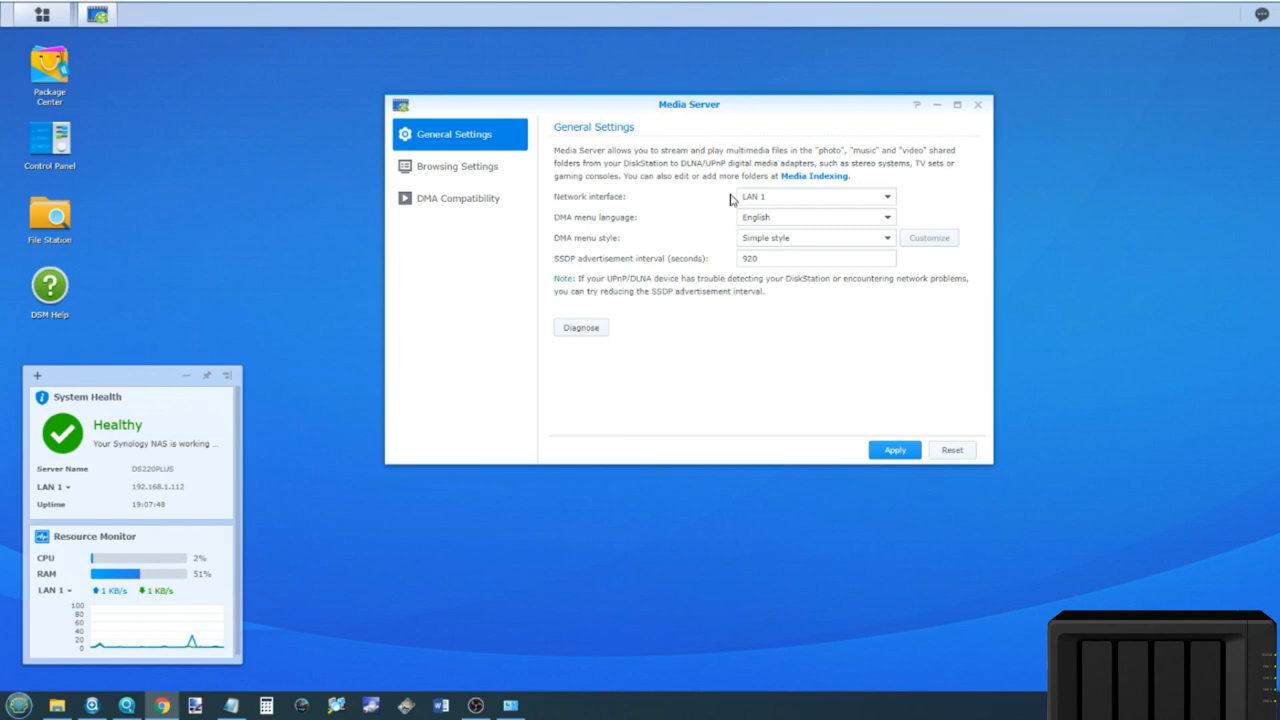 Package
Center
Control Panel
File Station
DSM Help
Media Server
General Settings
Browsing Settings
DMA Compatibility
General Settings
Media Server allows you to stream and play multimedia files in the "photo", "music" and "video" shared
folders from your DiskStation to DLNA/UPnP digital media adapters, such as stereo systems, TV sets or
gaming consoles. You can also edit or add more folders at Media Indexing.
Network interface: LAN 1
DMA menu language: English
DMA menu style: Simple style Customize
SSDP advertisement interval (seconds): 920
Note: If your UPnP/DLNA device has trouble detecting your DiskStation or encountering network problems,
you can try reducing the SSDP advertisement interval.
Diagnose
Apply Reset
System Health
Healthy
Your Synology NAS is working ...
Server Name DS220PLUS
LAN 1 192.168.1.112
Uptime 19:07:48
Resource Monitor
CPU 2%
RAM 51%
LAN 1 1 KB/s 1 KB/s
100
80
60
40
20
0